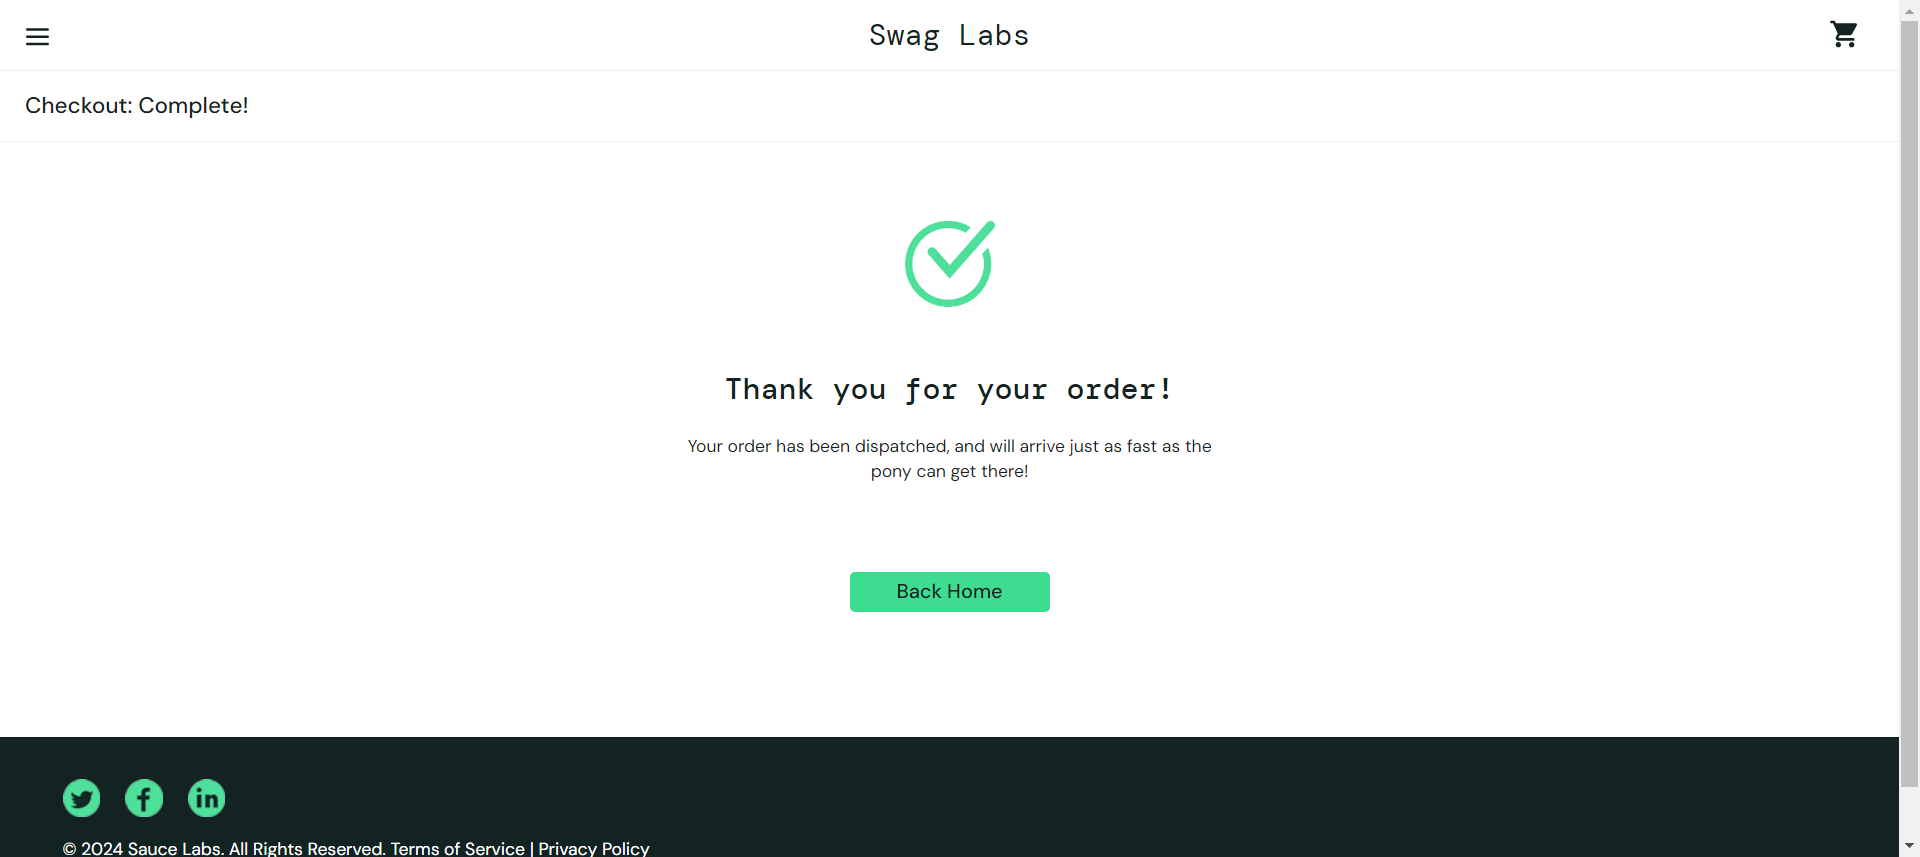 Swag Labs
Checkout: Complete!
Thank you for your order!
Your order has been dispatched, and will arrive just as fast as the
pony can get there!
Back Home
© 2024 Sauce Labs. All Rights Reserved. Terms of Service | Privacy Policy